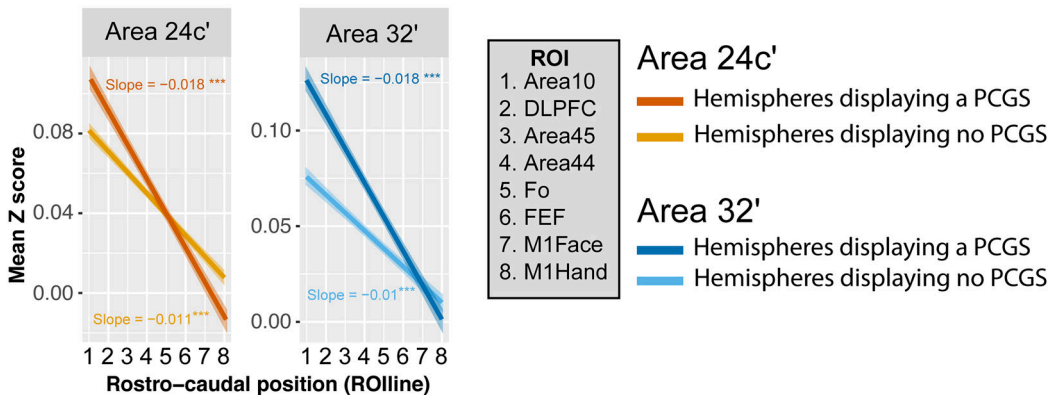 Area 24c'
Area 32'
Mean Z score
0.08
0.04
0.00
Slope = −0.018 ***
Slope = −0.011***
1 2 3 4 5 6 7 8
0.10
0.05
0.00
Slope = −0.018 ***
Slope = −0.01***
1 2 3 4 5 6 7 8
Rostro−caudal position (ROIline)
ROI
1. Area10
2. DLPFC
3. Area45
4. Area44
5. Fo
6. FEF
7. M1Face
8. M1Hand
Area 24c'
Hemispheres displaying a PCGS
Hemispheres displaying no PCGS
Area 32'
Hemispheres displaying a PCGS
Hemispheres displaying no PCGS